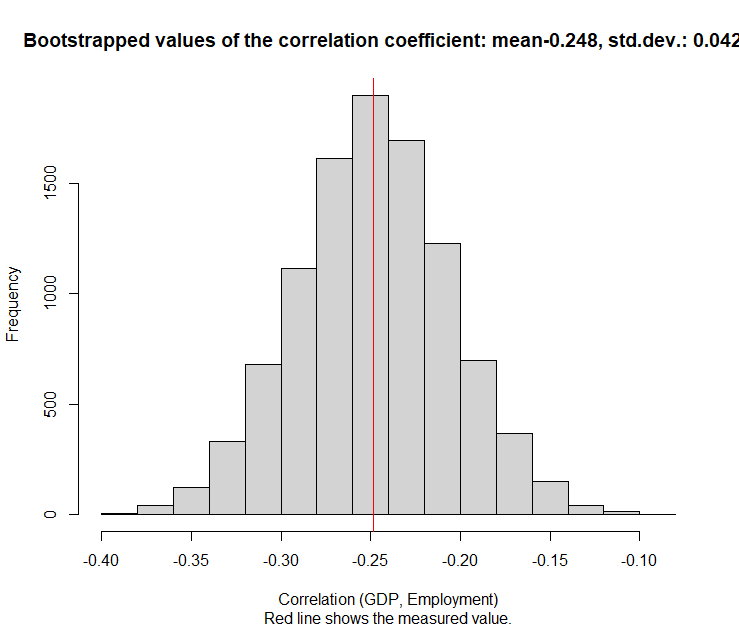 Bootstrapped values of the correlation coefficient: mean-0.248, std.dev.: 0.042
Frequency
1500
1000
500
0
-0.40 -0.35 -0.30 -0.25 -0.20 -0.15 -0.10
Correlation (GDP, Employment)
Red line shows the measured value.